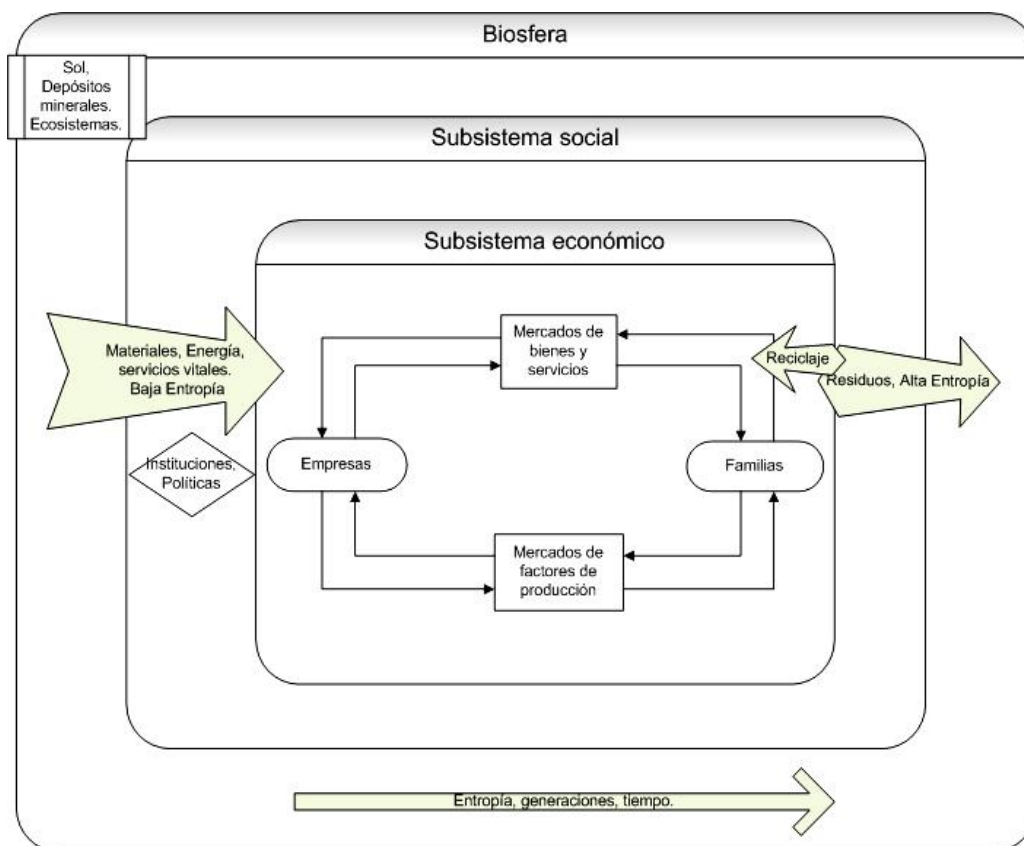 Biosfera
Sol,
Depósitos
minerales.
Ecosistemas.
Subsistema social
Subsistema económico
Mercados de
bienes y
servicios
Materiales, Energía,
servicios vitales.
Baja Entropía
Reciclaje
Residuos, Alta Entropía
Instituciones,
Políticas
Empresas
Familias
Mercados de
factores de
producción
Entropía, generaciones, tiempo.